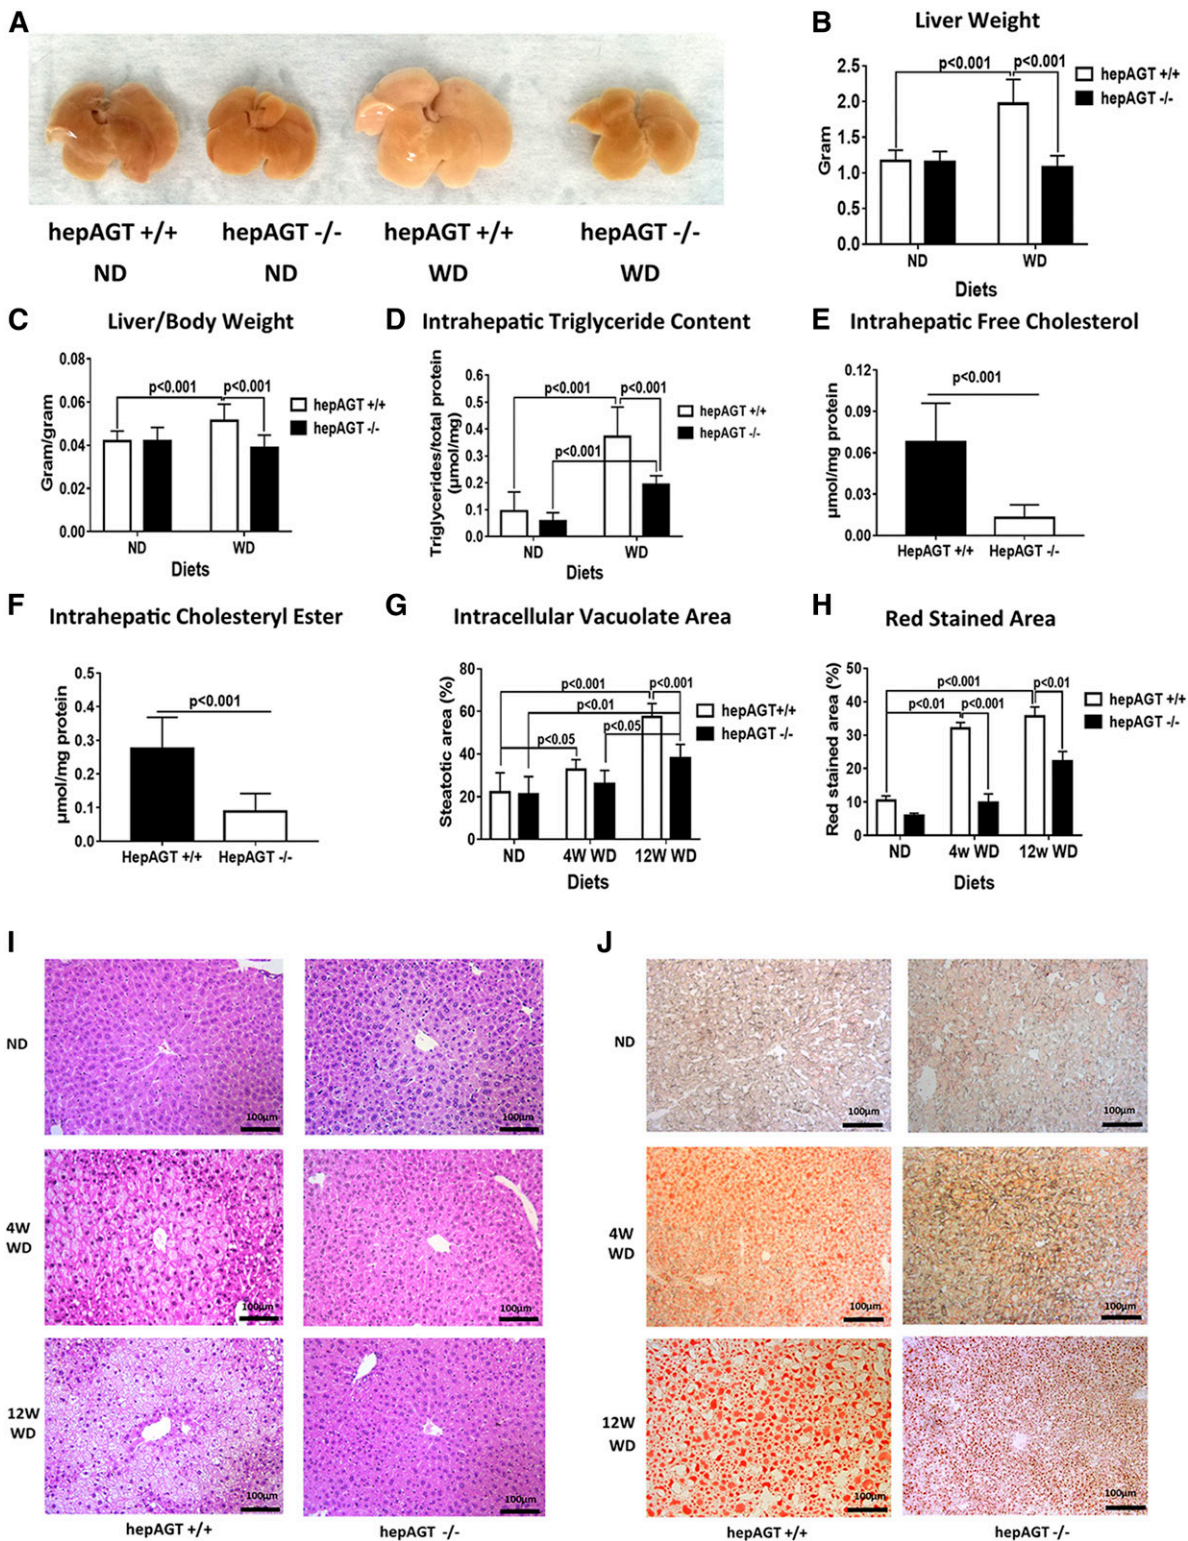 A
hepAGT +/+ hepAGT -/- hepAGT +/+ hepAGT -/-
ND ND WD WD
B Liver Weight
2.5
2.0
1.5
1.0
0.5
0.0
Gram
p<0.001 p<0.001
hepAGT +/+
hepAGT -/-
ND WD
Diets
C Liver/Body Weight
0.08
0.06
0.04
0.02
0.00
Gram/gram
p<0.001 p<0.001
hepAGT +/+
hepAGT -/-
ND WD
Diets
D Intrahepatic Triglyceride Content
0.6
0.5
0.4
0.3
0.2
0.1
0.0
Triglycerides/total protein
(µmol/mg)
p<0.001 p<0.001
p<0.001
hepAGT +/+
hepAGT -/-
ND WD
Diets
E Intrahepatic Free Cholesterol
0.12
0.09
0.06
0.03
0.00
µmol/mg protein
p<0.001
HepAGT +/+ HepAGT -/-
F Intrahepatic Cholesteryl Ester
0.5
0.4
0.3
0.2
0.1
0.0
µmol/mg protein
p<0.001
HepAGT +/+ HepAGT -/-
G Intracellular Vacuolate Area
80
60
40
20
0
Steatotic area (%)
p<0.001 p<0.001
p<0.01
p<0.05 p<0.05
hepAGT+/+
hepAGT -/-
ND 4W WD 12W WD
Diets
H Red Stained Area
50
40
30
20
10
0
Red stained area (%)
p<0.001 p<0.01
p<0.01 p<0.001
hepAGT +/+
hepAGT -/-
ND 4w WD 12w WD
Diets
I
ND
100µm 100µm
4W
WD
100µm 100µm
12W
WD
100µm 100µm
hepAGT +/+ hepAGT -/-
J
ND
100µm 100µm
4W
WD
100µm 100µm
12W
WD
100µm 100µm
hepAGT +/+ hepAGT -/-